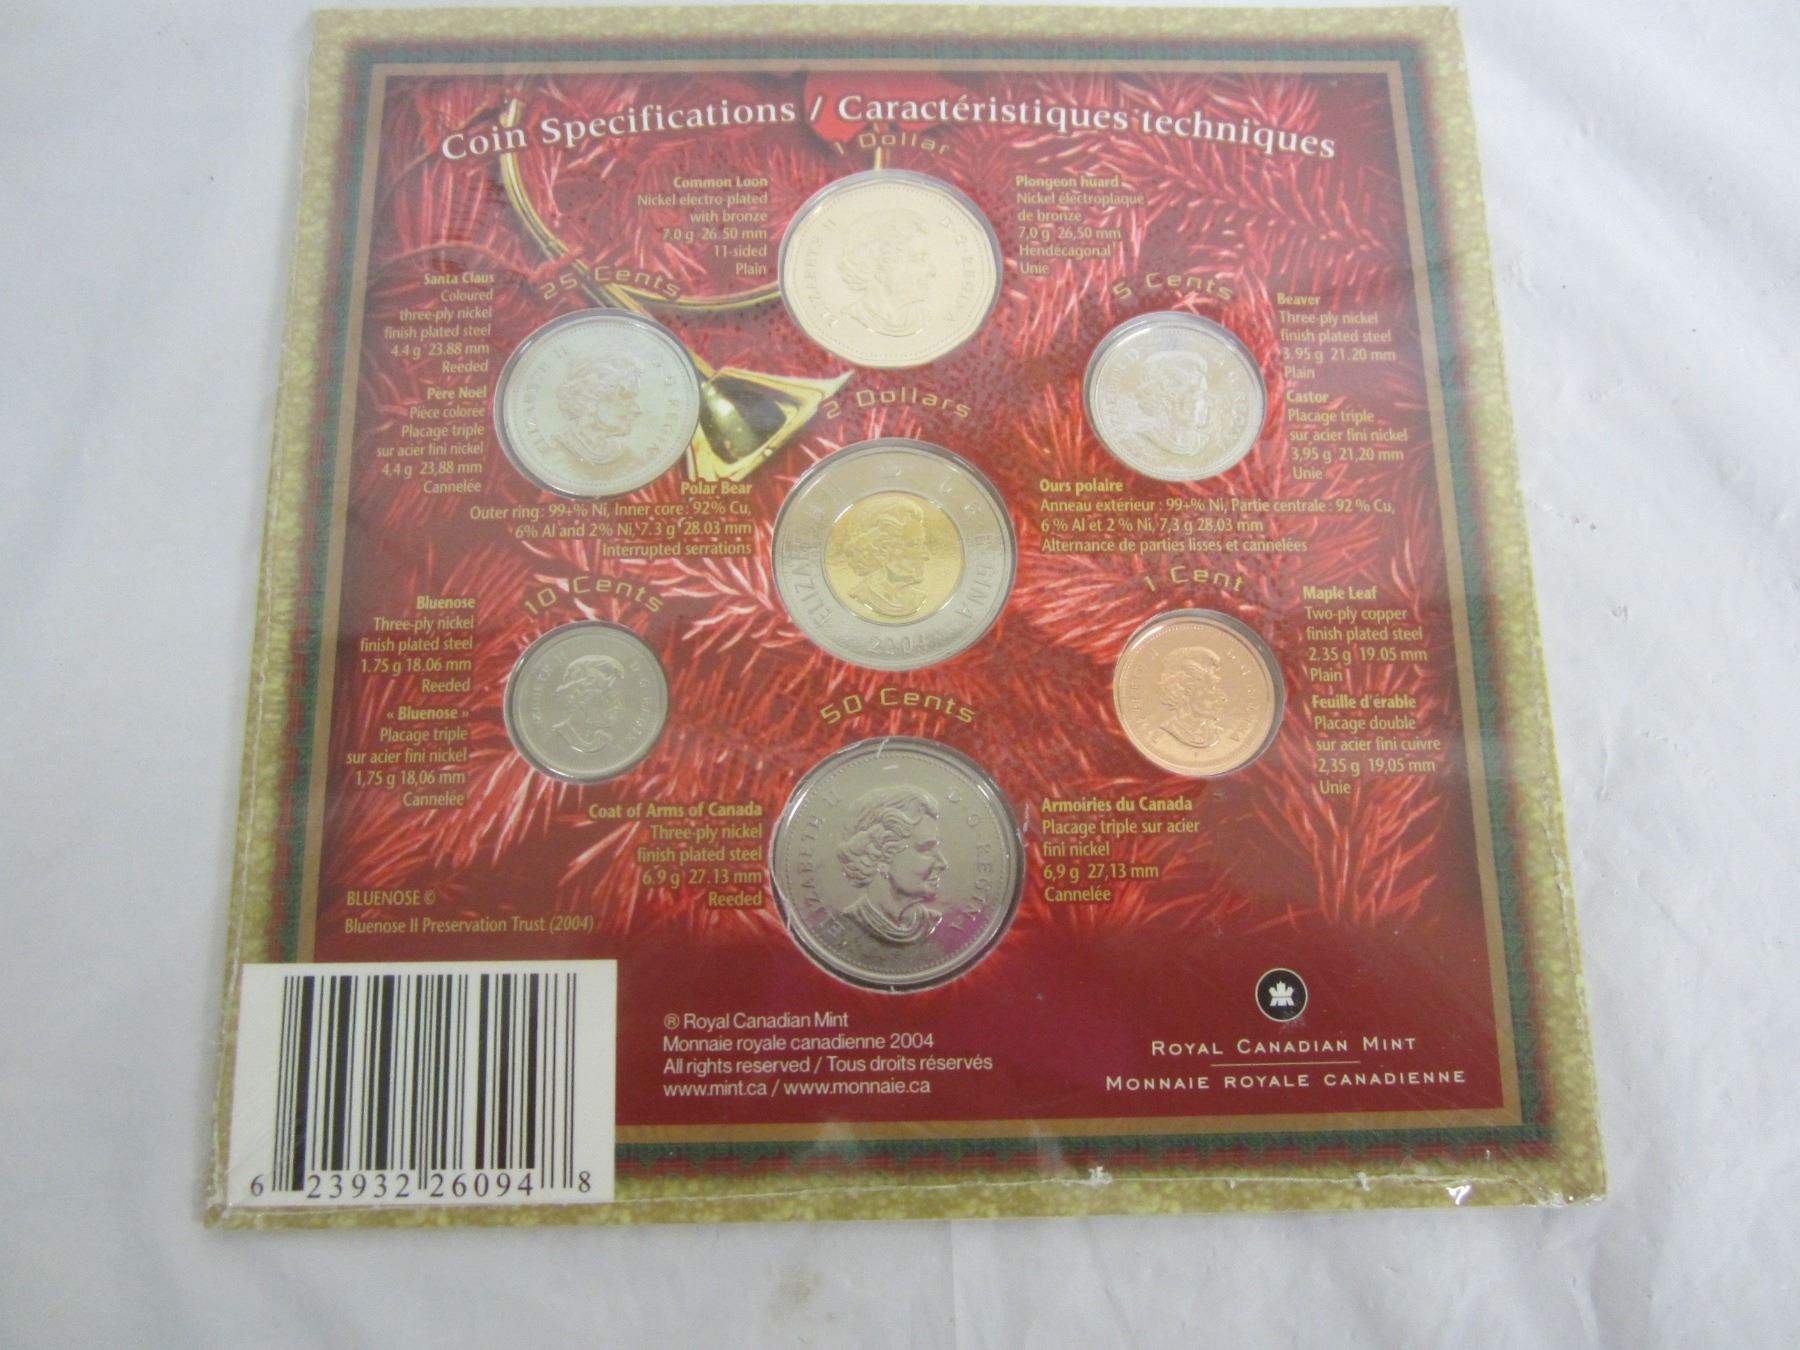 Coin Specifications / Caractéristiques techniques
1 Dollar
Common Loon
Nickel electro-plated
with bronze
7.0 g 26.50 mm
11-sided
Plain
Plongeon huard
Nickel électroplaqué
de bronze
7,0 g 26,50 mm
Hendécagonal
Unie
ELIZABETH II D·G·REGINA
25 Cents
Santa Claus
Coloured
three-ply nickel
finish plated steel
4.4 g 23.88 mm
Reeded
Père Noël
Pièce colorée
Placage triple
sur acier fini nickel
4,4 g 23,88 mm
Cannelée
ELIZABETH II D·G·REGINA
5 Cents
Beaver
Three-ply nickel
finish plated steel
3.95 g 21.20 mm
Plain
Castor
Placage triple
sur acier fini nickel
3,95 g 21,20 mm
Unie
2 Dollars
Polar Bear
Outer ring: 99+% Ni, Inner core: 92% Cu,
6% Al and 2% Ni, 7.3 g 28.03 mm
Interrupted serrations
Ours polaire
Anneau extérieur : 99+% Ni, Partie centrale : 92 % Cu,
6 % Al et 2 % Ni, 7,3 g 28,03 mm
Alternance de parties lisses et cannelées
ELIZABETH II D·G·REGINA
2004
10 Cents
Bluenose
Three-ply nickel
finish plated steel
1.75 g 18.06 mm
Reeded
« Bluenose »
Placage triple
sur acier fini nickel
1,75 g 18,06 mm
Cannelée
1 Cent
Maple Leaf
Two-ply copper
finish plated steel
2.35 g 19.05 mm
Plain
Feuille d'érable
Placage double
sur acier fini cuivre
2,35 g 19,05 mm
Unie
50 Cents
Coat of Arms of Canada
Three-ply nickel
finish plated steel
6.9 g 27.13 mm
Reeded
Armoiries du Canada
Placage triple sur acier
fini nickel
6,9 g 27,13 mm
Cannelée
ELIZABETH II D·G·REGINA
BLUENOSE ©
Bluenose II Preservation Trust (2004)
® Royal Canadian Mint
Monnaie royale canadienne 2004
All rights reserved / Tous droits réservés
www.mint.ca / www.monnaie.ca
ROYAL CANADIAN MINT
MONNAIE ROYALE CANADIENNE
6 23932 26094 8